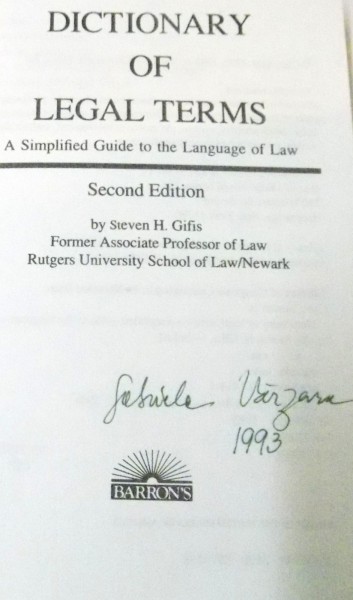 DICTIONARY
OF
LEGAL TERMS
A Simplified Guide to the Language of Law
Second Edition
by Steven H. Gifis
Former Associate Professor of Law
Rutgers University School of Law/Newark
Gabriela
1993
BARRON'S